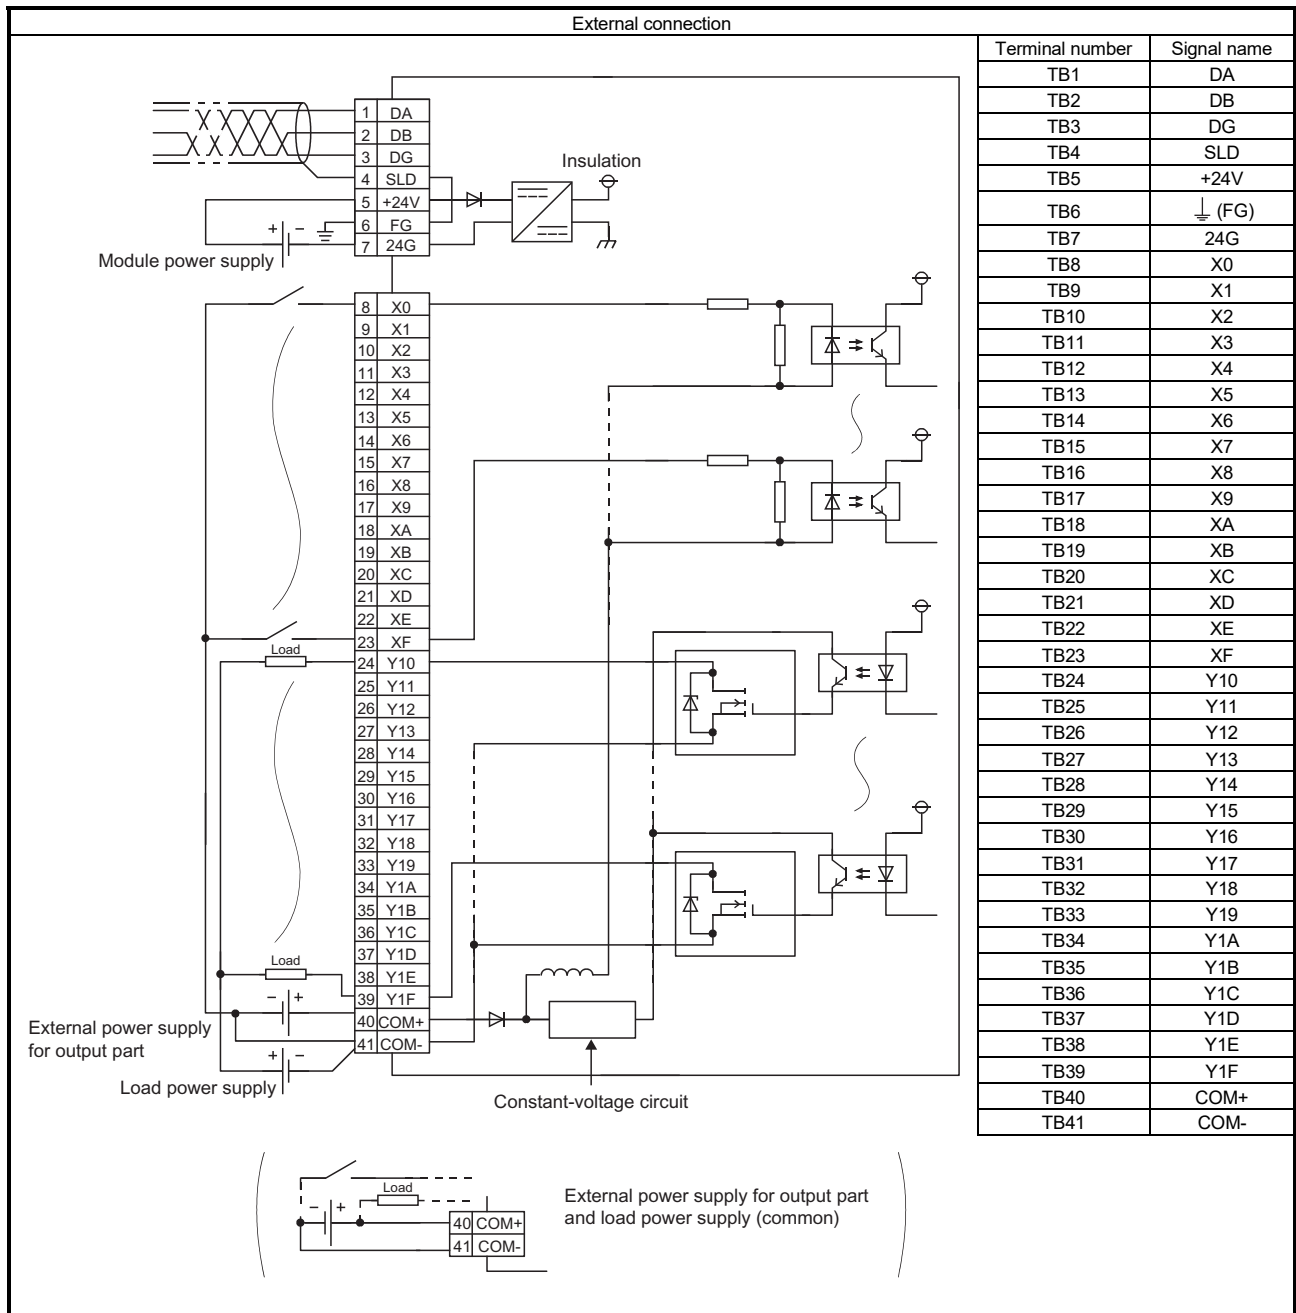 External connection
1 DA
2 DB
3 DG
4 SLD
5 +24V
6 FG
7 24G
Insulation
+ −
Module power supply
8 X0
9 X1
10 X2
11 X3
12 X4
13 X5
14 X6
15 X7
16 X8
17 X9
18 XA
19 XB
20 XC
21 XD
22 XE
23 XF
Load
24 Y10
25 Y11
26 Y12
27 Y13
28 Y14
29 Y15
30 Y16
31 Y17
32 Y18
33 Y19
34 Y1A
35 Y1B
36 Y1C
37 Y1D
Load
38 Y1E
39 Y1F
− +
40 COM+
41 COM-
External power supply
for output part
+ −
Load power supply
Constant-voltage circuit
Load
− +
40 COM+
41 COM-
External power supply for output part
and load power supply (common)
Terminal number Signal name
TB1 DA
TB2 DB
TB3 DG
TB4 SLD
TB5 +24V
TB6 ⏚ (FG)
TB7 24G
TB8 X0
TB9 X1
TB10 X2
TB11 X3
TB12 X4
TB13 X5
TB14 X6
TB15 X7
TB16 X8
TB17 X9
TB18 XA
TB19 XB
TB20 XC
TB21 XD
TB22 XE
TB23 XF
TB24 Y10
TB25 Y11
TB26 Y12
TB27 Y13
TB28 Y14
TB29 Y15
TB30 Y16
TB31 Y17
TB32 Y18
TB33 Y19
TB34 Y1A
TB35 Y1B
TB36 Y1C
TB37 Y1D
TB38 Y1E
TB39 Y1F
TB40 COM+
TB41 COM-